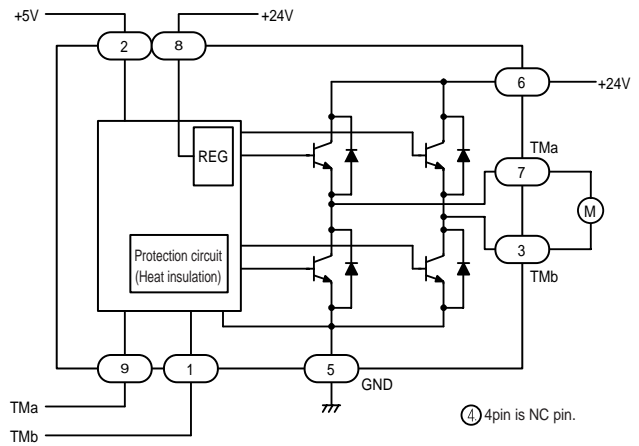 +5V
+24V
2
8
6
+24V
REG
TMa
7
M
Protection circuit
(Heat insulation)
3
TMb
9
1
5
GND
TMa
TMb
4 4pin is NC pin.